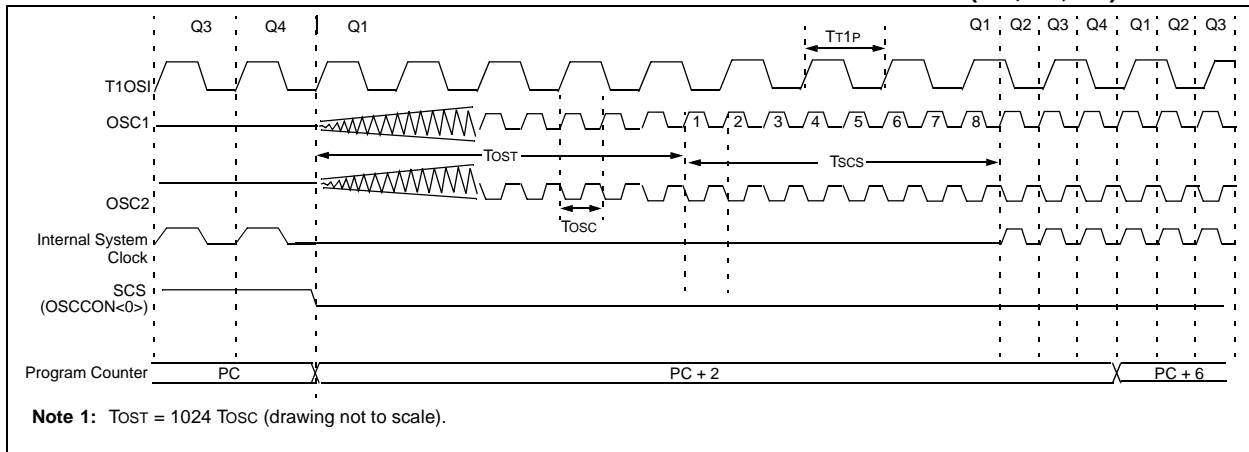 Q3 Q4 Q1 Q1 Q2 Q3 Q4 Q1 Q2 Q3
TT1P
T1OSI
OSC1
1 2 3 4 5 6 7 8
TOST
TSCS
OSC2
TOSC
Internal System
Clock
SCS
(OSCCON<0>)
Program Counter PC PC + 2 PC + 6
Note 1: TOST = 1024 TOSC (drawing not to scale).